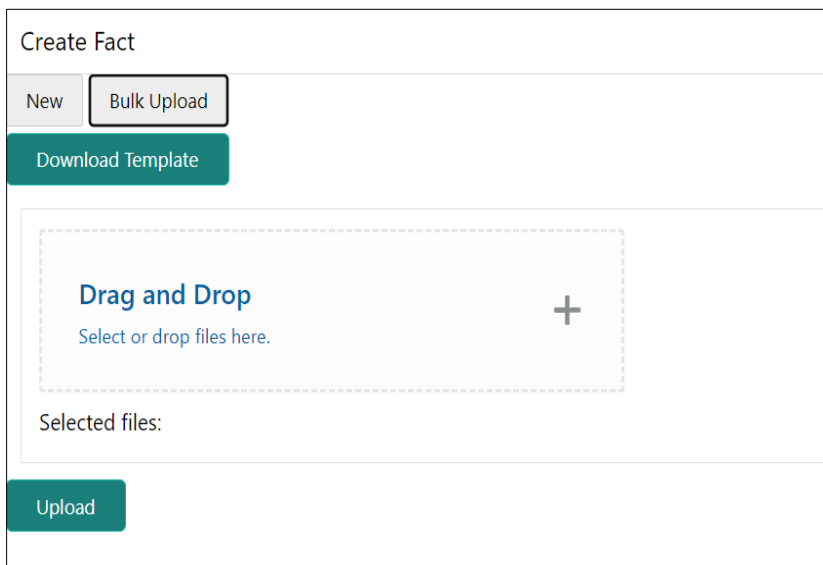 Create Fact
New Bulk Upload
Download Template
Drag and Drop
Select or drop files here.
Selected files:
Upload